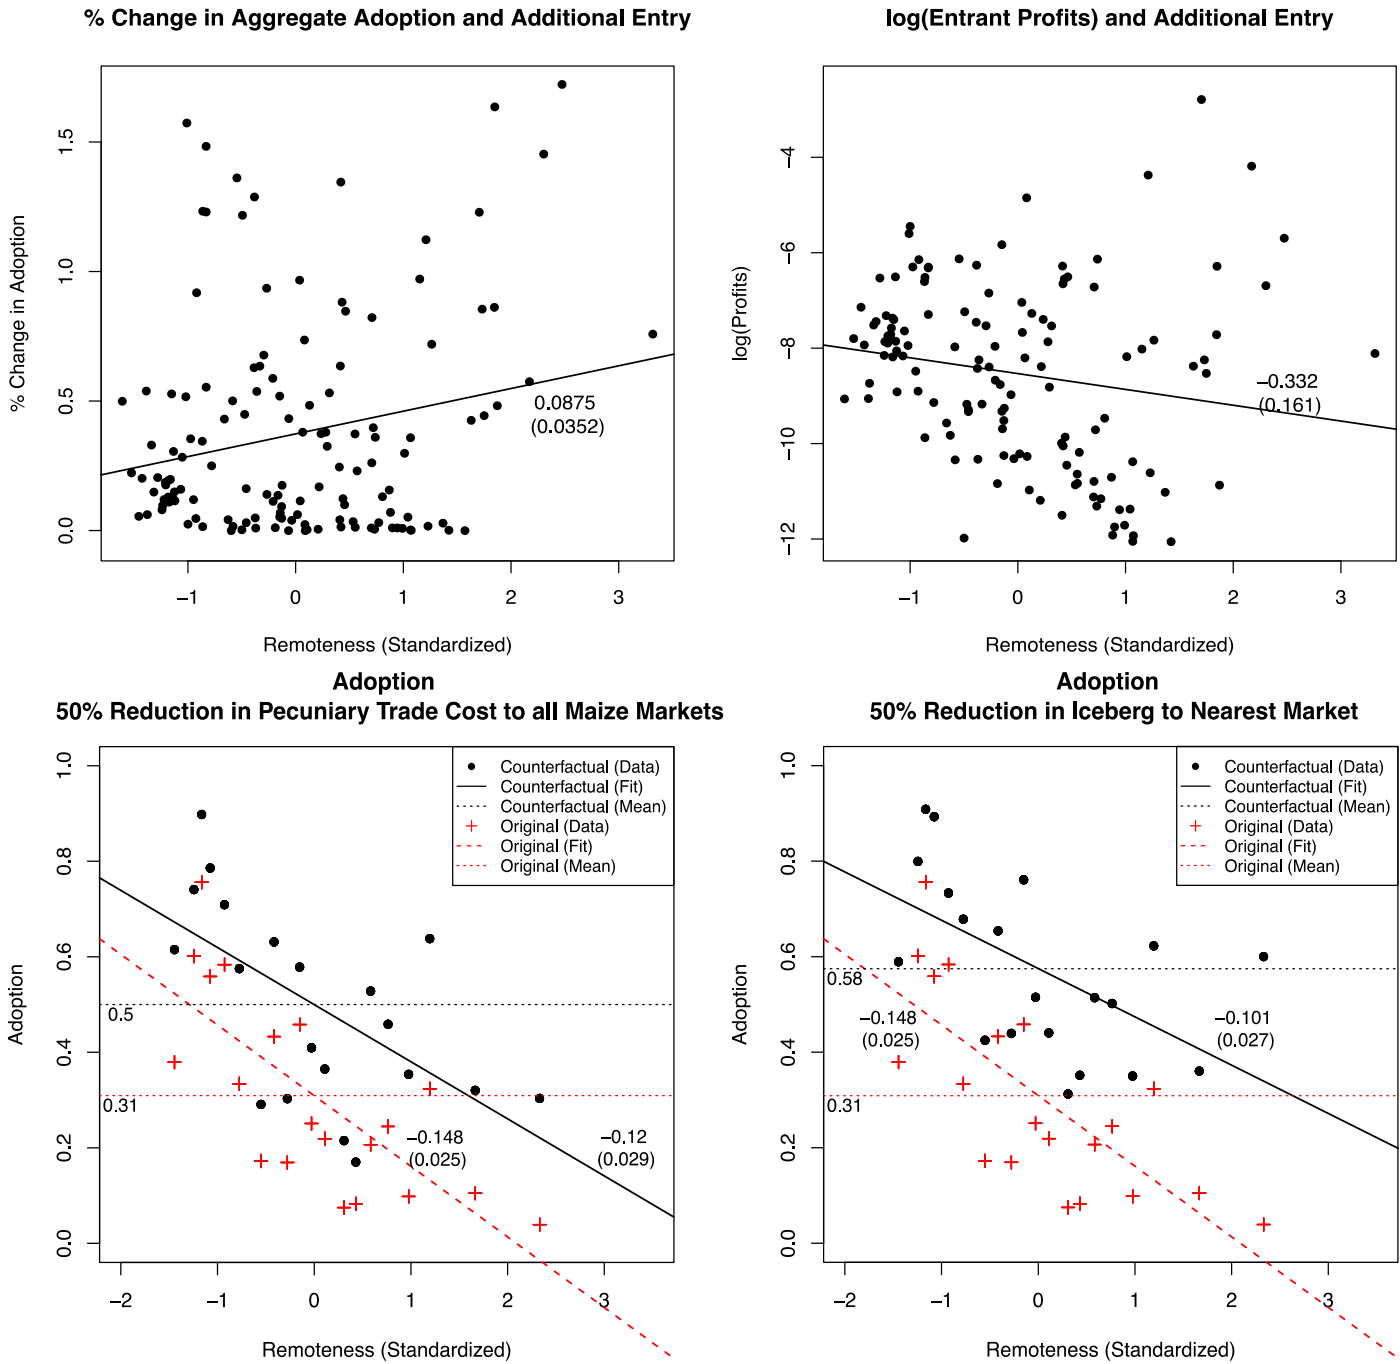 % Change in Aggregate Adoption and Additional Entry
% Change in Adoption
1.5
1.0
0.5
0.0
0.0875
(0.0352)
−1 0 1 2 3
Remoteness (Standardized)
log(Entrant Profits) and Additional Entry
log(Profits)
−4
−6
−8
−10
−12
−0.332
(0.161)
−1 0 1 2 3
Remoteness (Standardized)
Adoption
50% Reduction in Pecuniary Trade Cost to all Maize Markets
Adoption
1.0
0.8
0.6
0.4
0.2
0.0
Counterfactual (Data)
Counterfactual (Fit)
Counterfactual (Mean)
Original (Data)
Original (Fit)
Original (Mean)
0.5
0.31
−0.148
(0.025)
−0.12
(0.029)
−2 −1 0 1 2 3
Remoteness (Standardized)
Adoption
50% Reduction in Iceberg to Nearest Market
Adoption
1.0
0.8
0.6
0.4
0.2
0.0
Counterfactual (Data)
Counterfactual (Fit)
Counterfactual (Mean)
Original (Data)
Original (Fit)
Original (Mean)
0.58
−0.148
(0.025)
−0.101
(0.027)
0.31
−2 −1 0 1 2 3
Remoteness (Standardized)